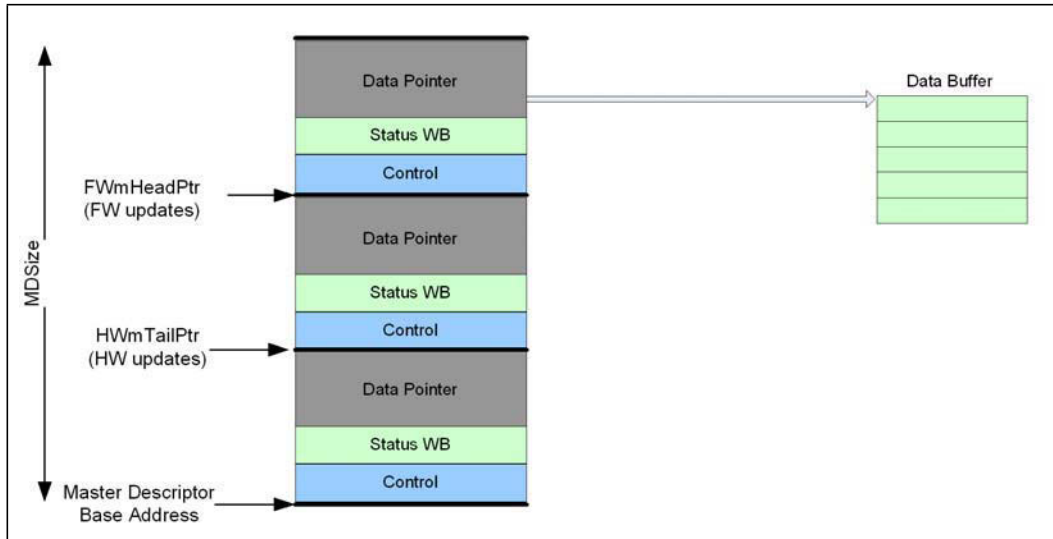 Data Pointer
Data Buffer
Status WB
Control
FWmHeadPtr
(FW updates)
Data Pointer
MDSize
Status WB
HWmTailPtr
(HW updates)
Control
Data Pointer
Status WB
Control
Master Descriptor
Base Address